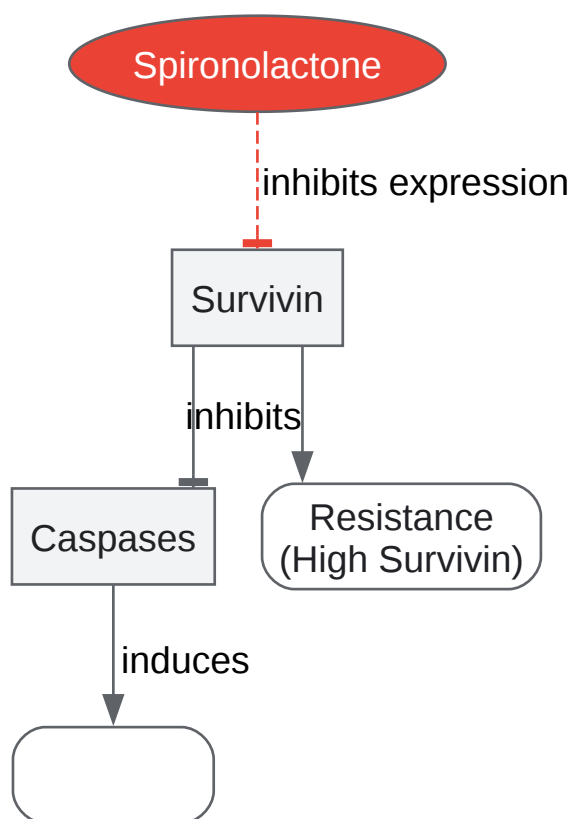 Spironolactone
inhibits expression
Survivin
inhibits
Caspases
Resistance
(High Survivin)
induces